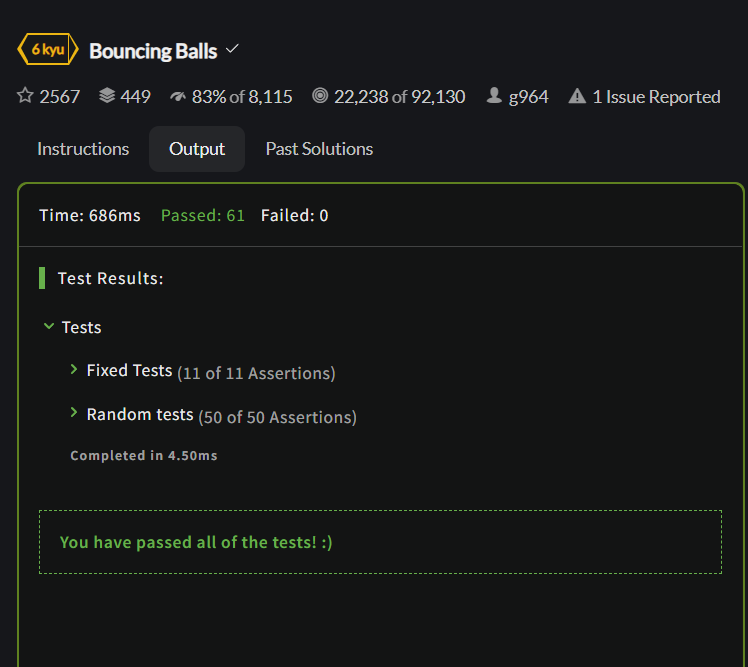 6 kyu Bouncing Balls
2567 449 83% of 8,115 22,238 of 92,130 g964 1 Issue Reported
Instructions Output Past Solutions
Time: 686ms Passed: 61 Failed: 0
Test Results:
Tests
Fixed Tests (11 of 11 Assertions)
Random tests (50 of 50 Assertions)
Completed in 4.50ms
You have passed all of the tests! :)